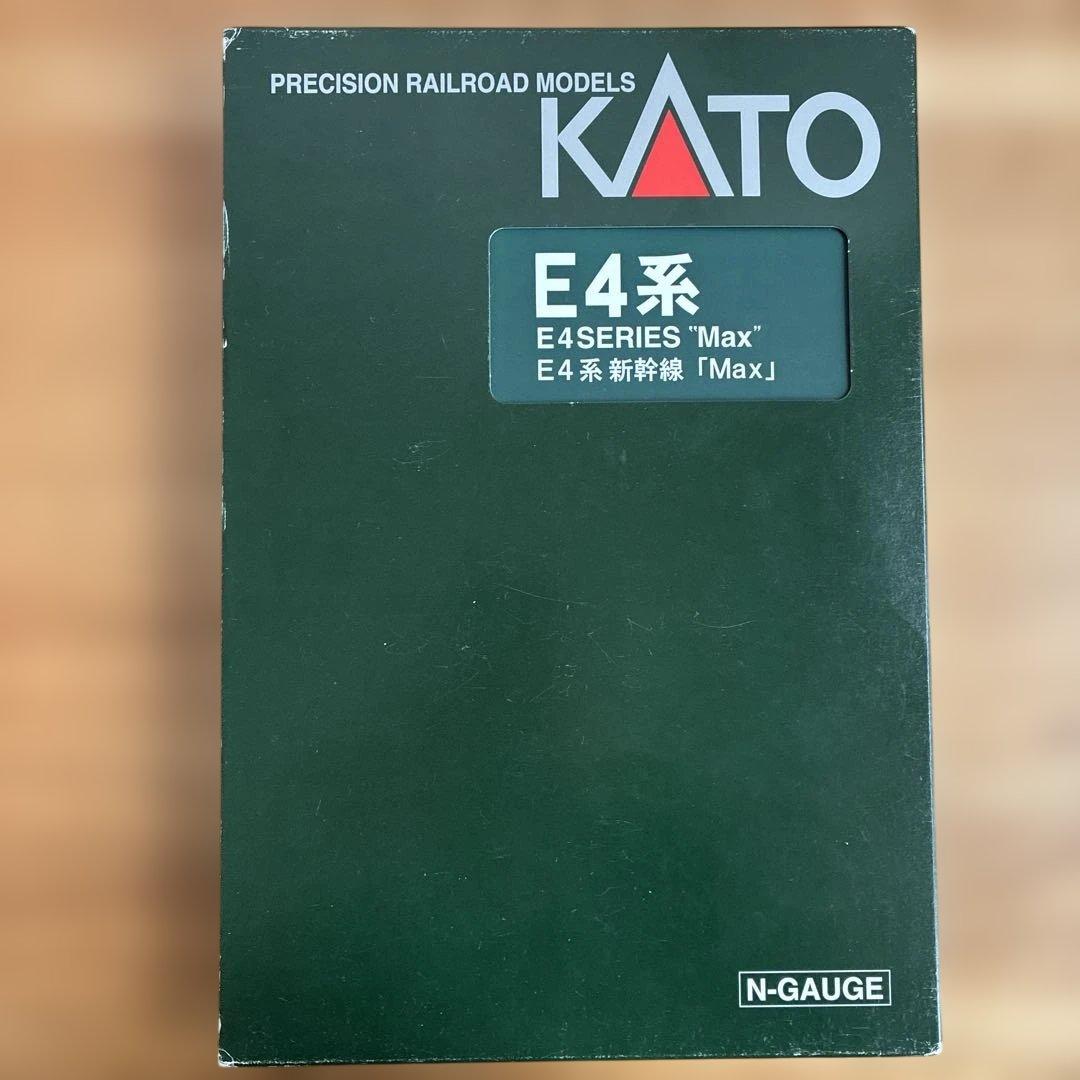 PRECISION RAILROAD MODELS
KATO
E4系
E4SERIES "Max"
E4系 新幹線「Max」
N-GAUGE